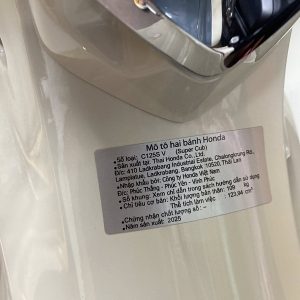 Mô tô hai bánh Honda
• Số loại: C125S V (Super Cub)
• Sản xuất tại: Thai Honda Co., Ltd.
Đ/c: 410 Ladkrabang Industrial Estate, Chalongkrung Rd.,
Lamplatiue, Ladkrabang, Bangkok 10520, Thái Lan
• Nhập khẩu bởi: Công ty Honda Việt Nam
Đ/c: Phúc Thắng - Phúc Yên - Vĩnh Phúc
• Số khung: Xem chỉ dẫn trong sách hướng dẫn sử dụng
• Chỉ tiêu cơ bản: Khối lượng bản thân: 109 kg
Thể tích làm việc : 123,94 cm³
• Chứng nhận chất lượng số: –
• Năm sản xuất: 2025